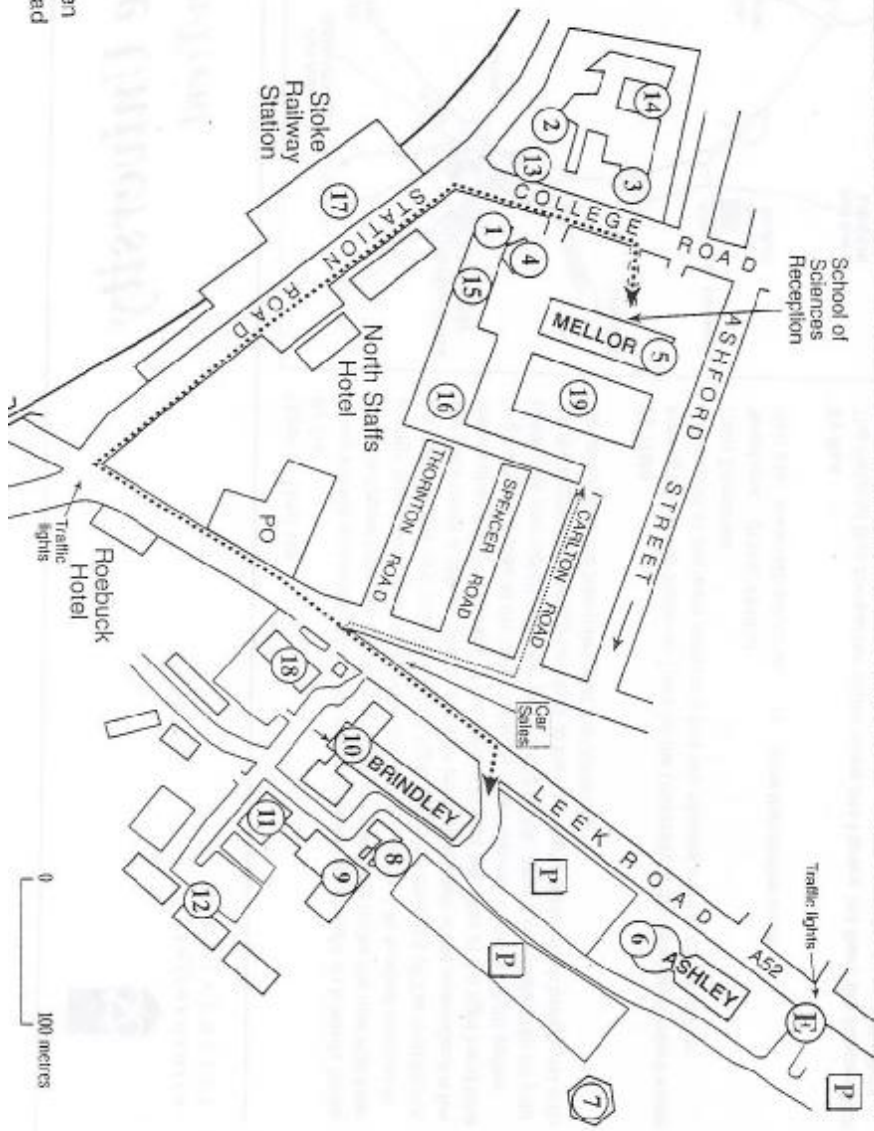 en
ad
Stoke
Railway
Station
17
STATION ROAD
14
2
13
3
COLLEGE ROAD
School of
Sciences
Reception
1
4
15
MELLOR
5
19
16
ASHFORD STREET
North Staffs
Hotel
THORNTON ROAD
SPENCER ROAD
CARLTON ROAD
PO
Traffic
lights
Roebuck
Hotel
18
Car
Sales
10
BRINDLEY
LEEK ROAD
A52
Traffic lights
11
9
8
12
P
P
6
ASHLEY
E
P
7
0
100 metres